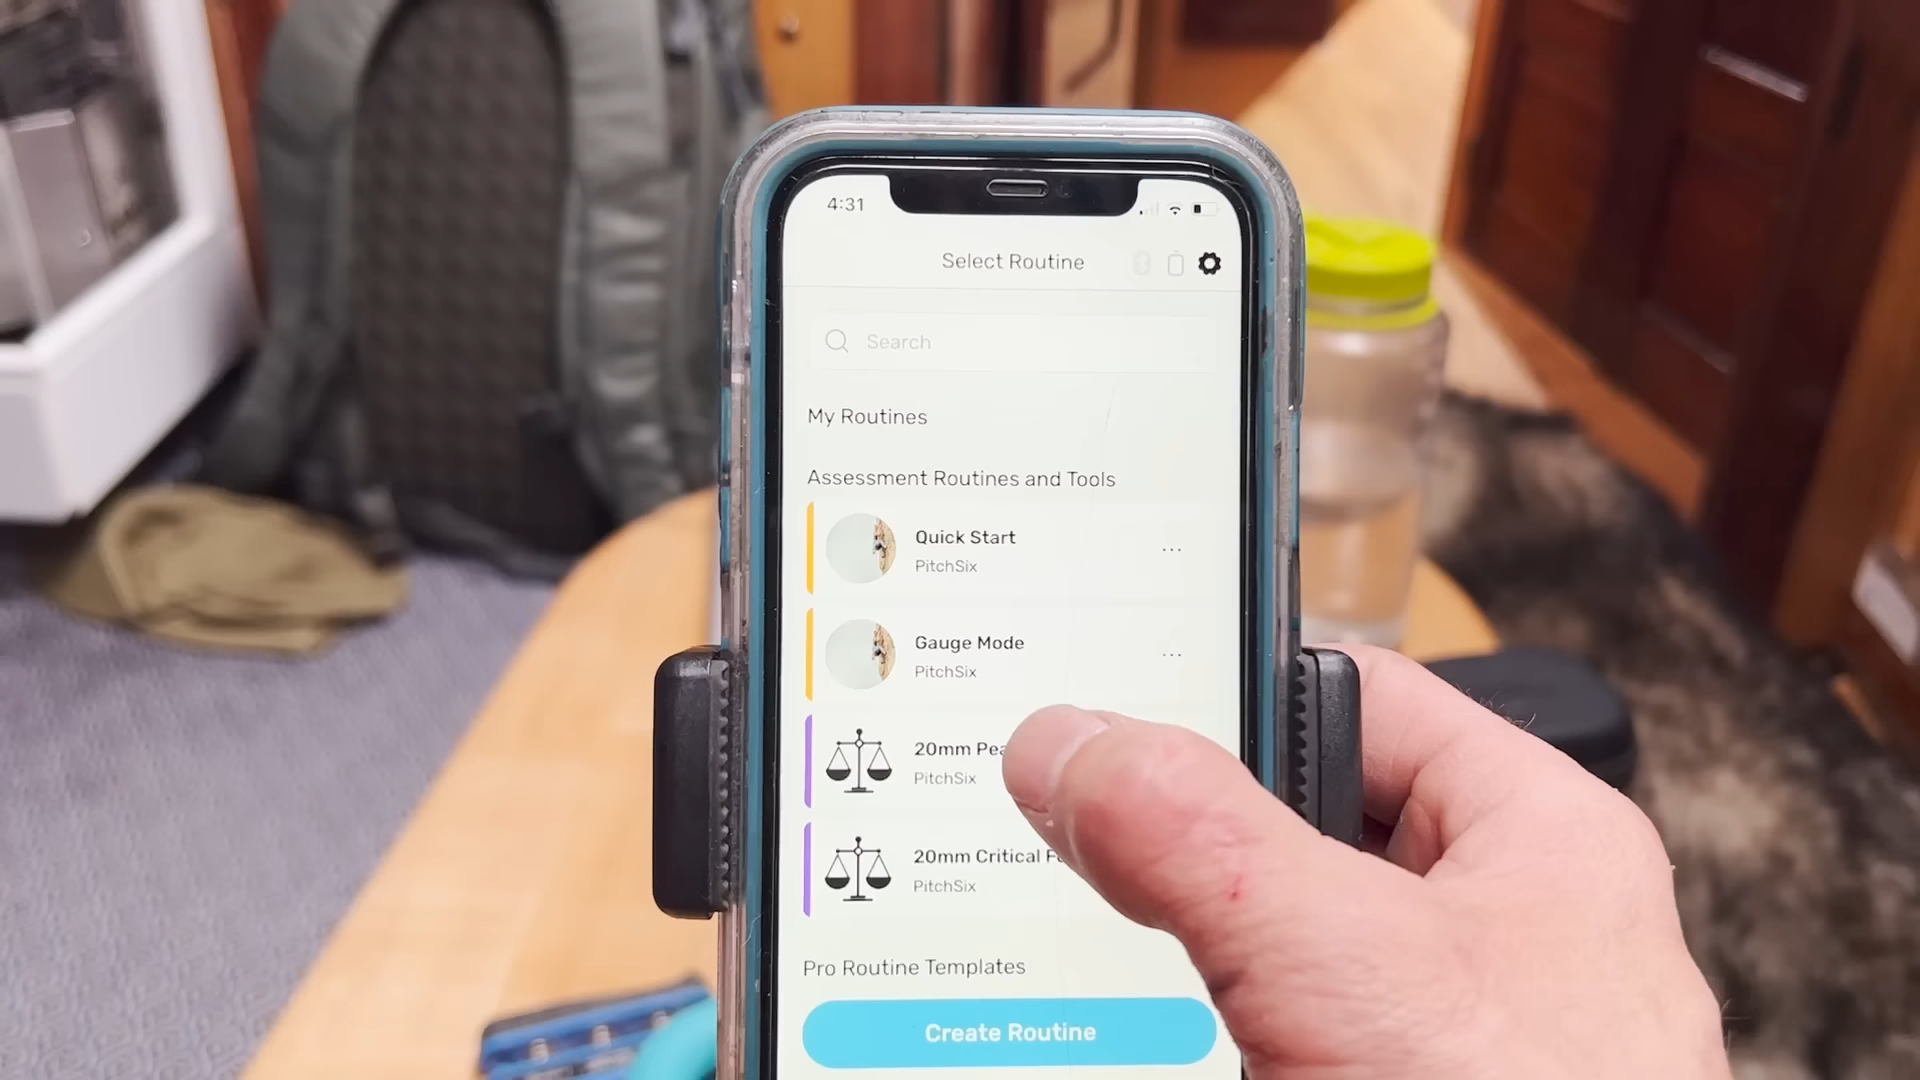 4:31
Select Routine
Search
My Routines
Assessment Routines and Tools
Quick Start
PitchSix
...
Gauge Mode
PitchSix
...
20mm
PitchSix
20mm Critical
PitchSix
Pro Routine Templates
Create Routine